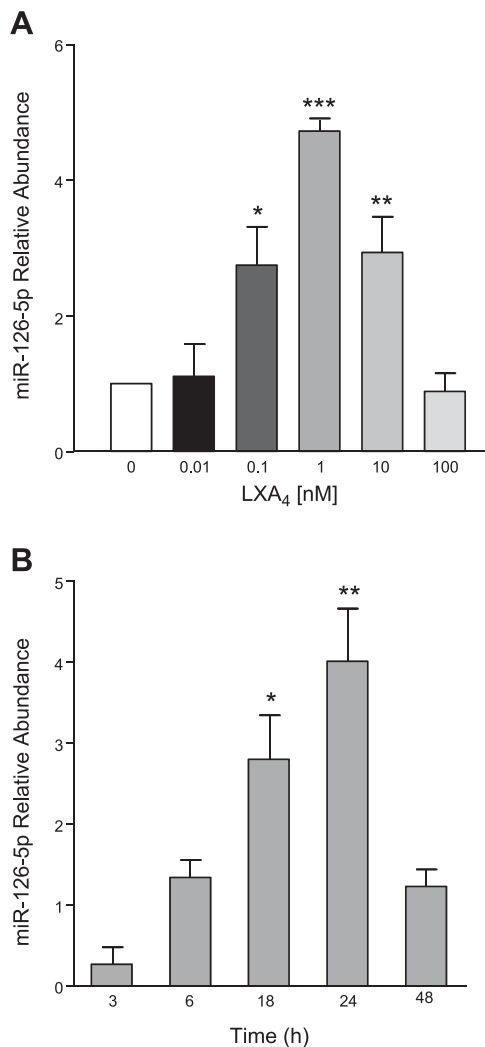 A
miR-126-5p Relative Abundance
6
4
2
0
*
***
**
0 0.01 0.1 1 10 100
LXA4 [nM]
B
miR-126-5p Relative Abundance
5
4
3
2
1
0
*
**
3 6 18 24 48
Time (h)